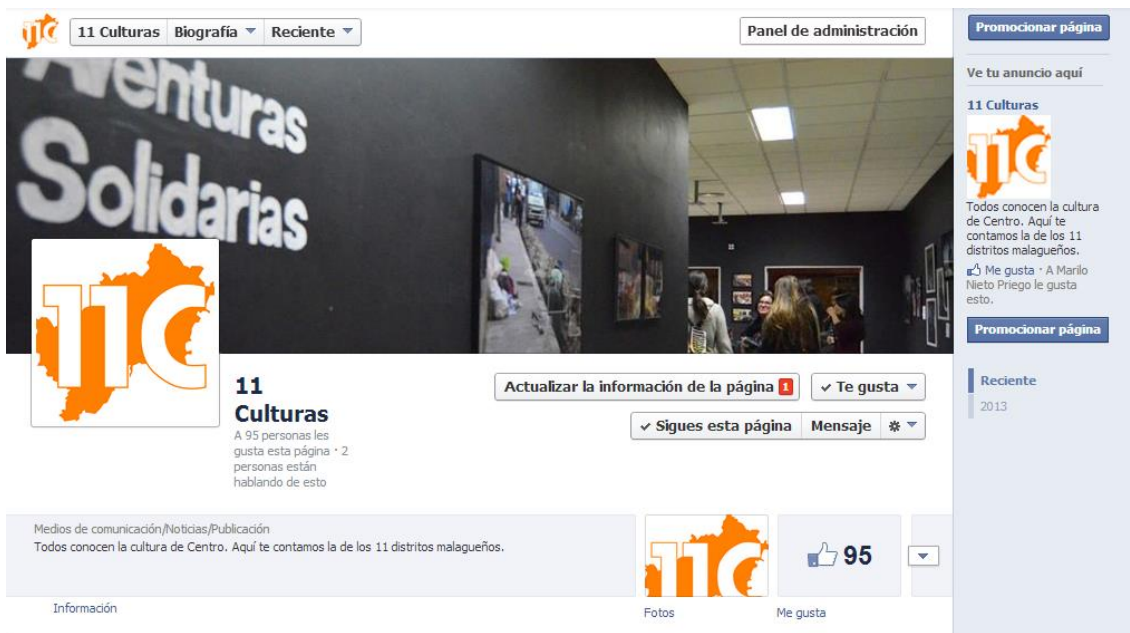 11C
11 Culturas Biografía Reciente
Panel de administración
Promocionar página
Aventuras
Solidarias
Ve tu anuncio aquí
11 Culturas
11C
Todos conocen la cultura
de Centro. Aquí te
contamos la de los 11
distritos malagueños.
Me gusta · A Marilo
Nieto Priego le gusta
esto.
Promocionar página
Reciente
2013
11C
11
Culturas
A 95 personas les
gusta esta página · 2
personas están
hablando de esto
Actualizar la información de la página 1
Te gusta
Sigues esta página Mensaje
Medios de comunicación/Noticias/Publicación
Todos conocen la cultura de Centro. Aquí te contamos la de los 11 distritos malagueños.
Información
11C
Fotos
95
Me gusta